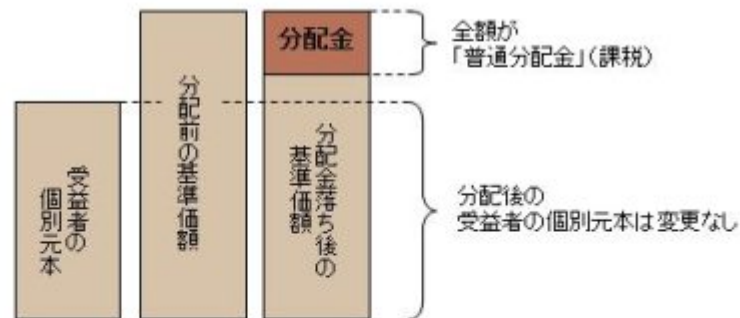 受益者の
個別元本
分配前の基準価額
分配金
分配金落ち後の
基準価額
全額が
「普通分配金」(課税)
分配後の
受益者の個別元本は変更なし